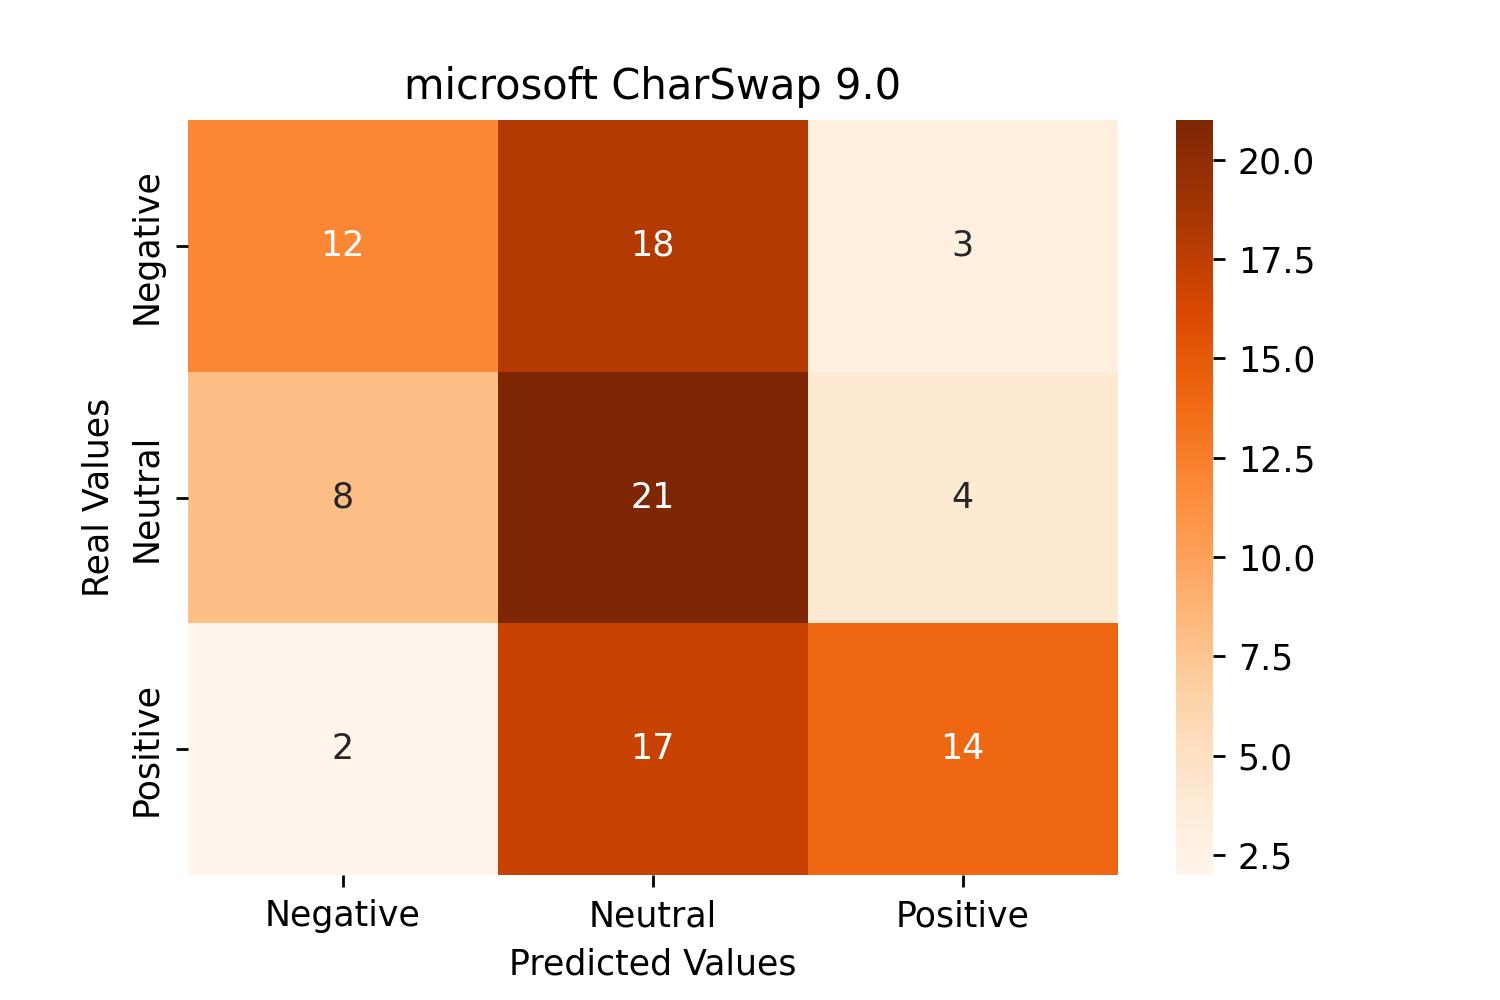 microsoft CharSwap 9.0
Real Values
Negative
12 18 3
Neutral
8 21 4
Positive
2 17 14
Negative Neutral Positive
Predicted Values
20.0
17.5
15.0
12.5
10.0
7.5
5.0
2.5